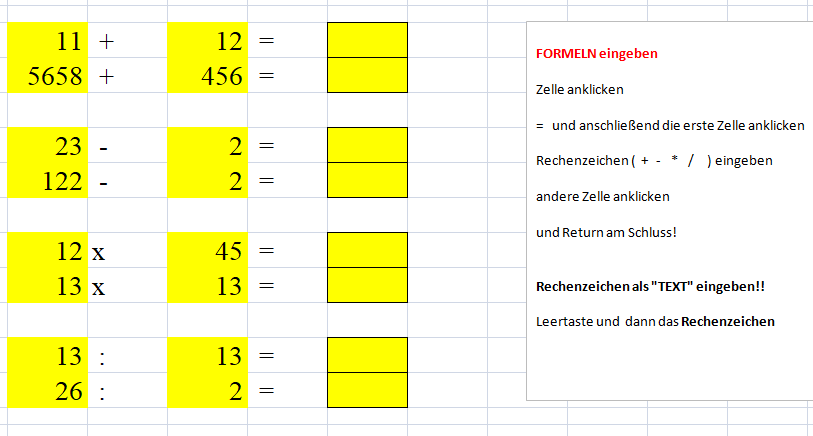 11 + 12 =
5658 + 456 =
23 - 2 =
122 - 2 =
12 x 45 =
13 x 13 =
13 : 13 =
26 : 2 =
FORMELN eingeben
Zelle anklicken
= und anschließend die erste Zelle anklicken
Rechenzeichen ( + - * / ) eingeben
andere Zelle anklicken
und Return am Schluss!
Rechenzeichen als "TEXT" eingeben!!
Leertaste und dann das Rechenzeichen